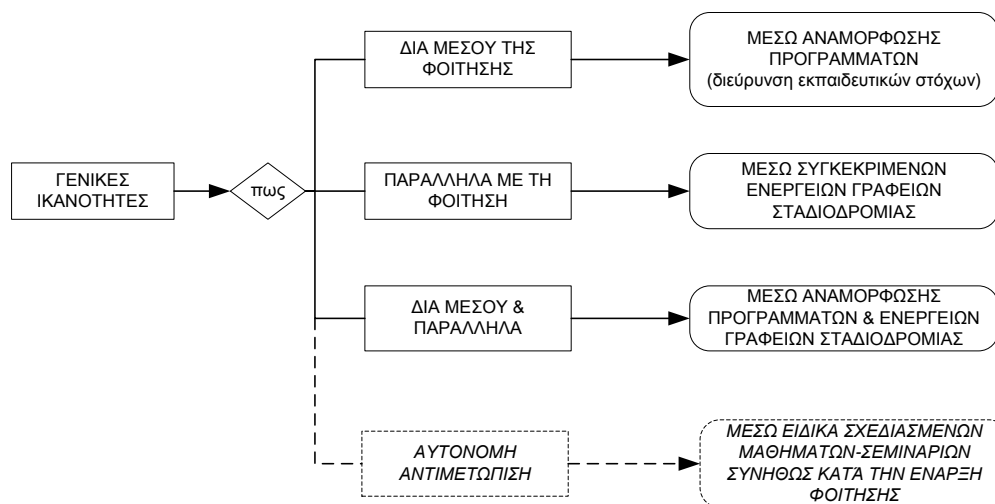 ΓΕΝΙΚΕΣ
ΙΚΑΝΟΤΗΤΕΣ
πως
ΔΙΑ ΜΕΣΟΥ ΤΗΣ
ΦΟΙΤΗΣΗΣ
ΜΕΣΩ ΑΝΑΜΟΡΦΩΣΗΣ
ΠΡΟΓΡΑΜΜΑΤΩΝ
(διεύρυνση εκπαιδευτικών στόχων)
ΠΑΡΑΛΛΗΛΑ ΜΕ ΤΗ
ΦΟΙΤΗΣΗ
ΜΕΣΩ ΣΥΓΚΕΚΡΙΜΕΝΩΝ
ΕΝΕΡΓΕΙΩΝ ΓΡΑΦΕΙΩΝ
ΣΤΑΔΙΟΔΡΟΜΙΑΣ
ΔΙΑ ΜΕΣΟΥ &
ΠΑΡΑΛΛΗΛΑ
ΜΕΣΩ ΑΝΑΜΟΡΦΩΣΗΣ
ΠΡΟΓΡΑΜΜΑΤΩΝ & ΕΝΕΡΓΕΙΩΝ
ΓΡΑΦΕΙΩΝ ΣΤΑΔΙΟΔΡΟΜΙΑΣ
ΑΥΤΟΝΟΜΗ
ΑΝΤΙΜΕΤΩΠΙΣΗ
ΜΕΣΩ ΕΙΔΙΚΑ ΣΧΕΔΙΑΣΜΕΝΩΝ
ΜΑΘΗΜΑΤΩΝ-ΣΕΜΙΝΑΡΙΩΝ
ΣΥΝΗΘΩΣ ΚΑΤΆ ΤΗΝ ΕΝΑΡΞΗ
ΦΟΙΤΗΣΗΣ